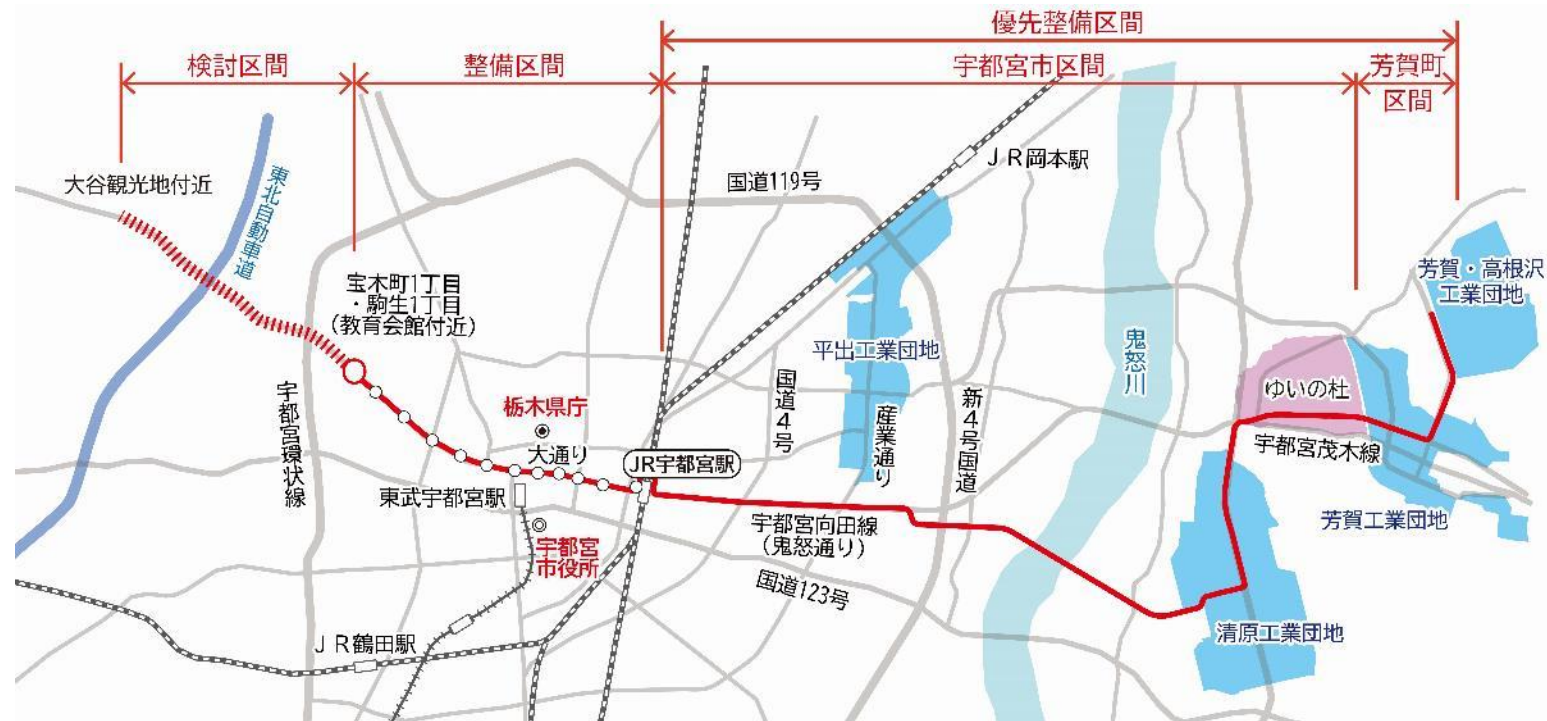 優先整備区間
検討区間
整備区間
宇都宮市区間
芳賀町
区間
大谷観光地付近
東北自動車道
宝木町1丁目
・駒生1丁目
（教育会館付近）
宇都宮環状線
国道119号
ＪＲ岡本駅
栃木県庁
大通り
JR宇都宮駅
東武宇都宮駅
宇都宮
市役所
ＪＲ鶴田駅
国道4号
平出工業団地
産業通り
新4号国道
宇都宮向田線
（鬼怒通り）
国道123号
鬼怒川
芳賀・高根沢
工業団地
ゆいの杜
宇都宮茂木線
芳賀工業団地
清原工業団地